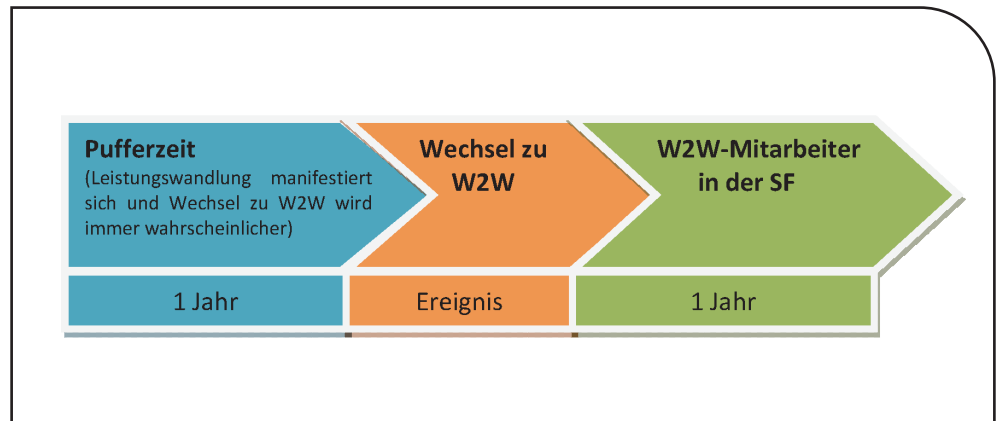 Pufferzeit
(Leistungswandlung manifestiert
sich und Wechsel zu W2W wird
immer wahrscheinlicher)
Wechsel zu
W2W
W2W-Mitarbeiter
in der SF
1 Jahr
Ereignis
1 Jahr